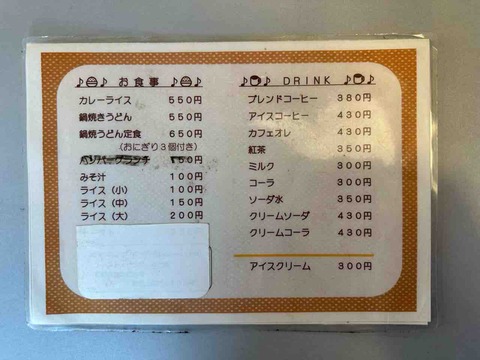 ♪♪ お食事 ♪♪
カレーライス 550円
鍋焼きうどん 550円
鍋焼うどん定食 650円
(おにぎり3個付き)
みそ汁 100円
ライス(小) 100円
ライス(中) 150円
ライス(大) 200円
♪♪ DRINK ♪♪
ブレンドコーヒー 380円
アイスコーヒー 430円
カフェオレ 430円
紅茶 350円
ミルク 300円
コーラ 300円
ソーダ水 350円
クリームソーダ 430円
クリームコーラ 430円
アイスクリーム 300円